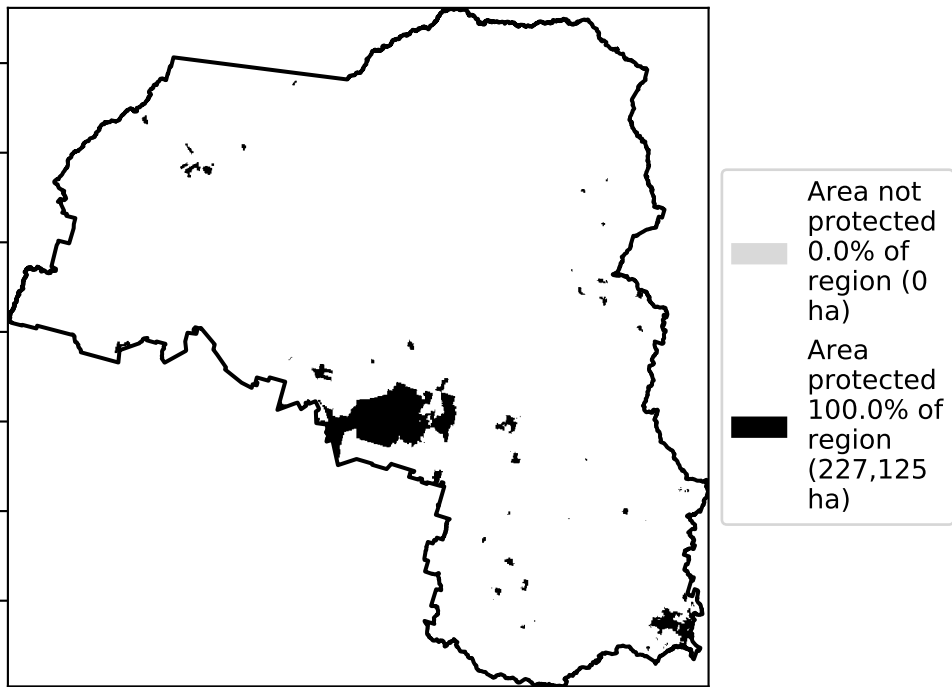 Area not
protected
0.0% of
region (0
ha)
Area
protected
100.0% of
region
(227,125
ha)